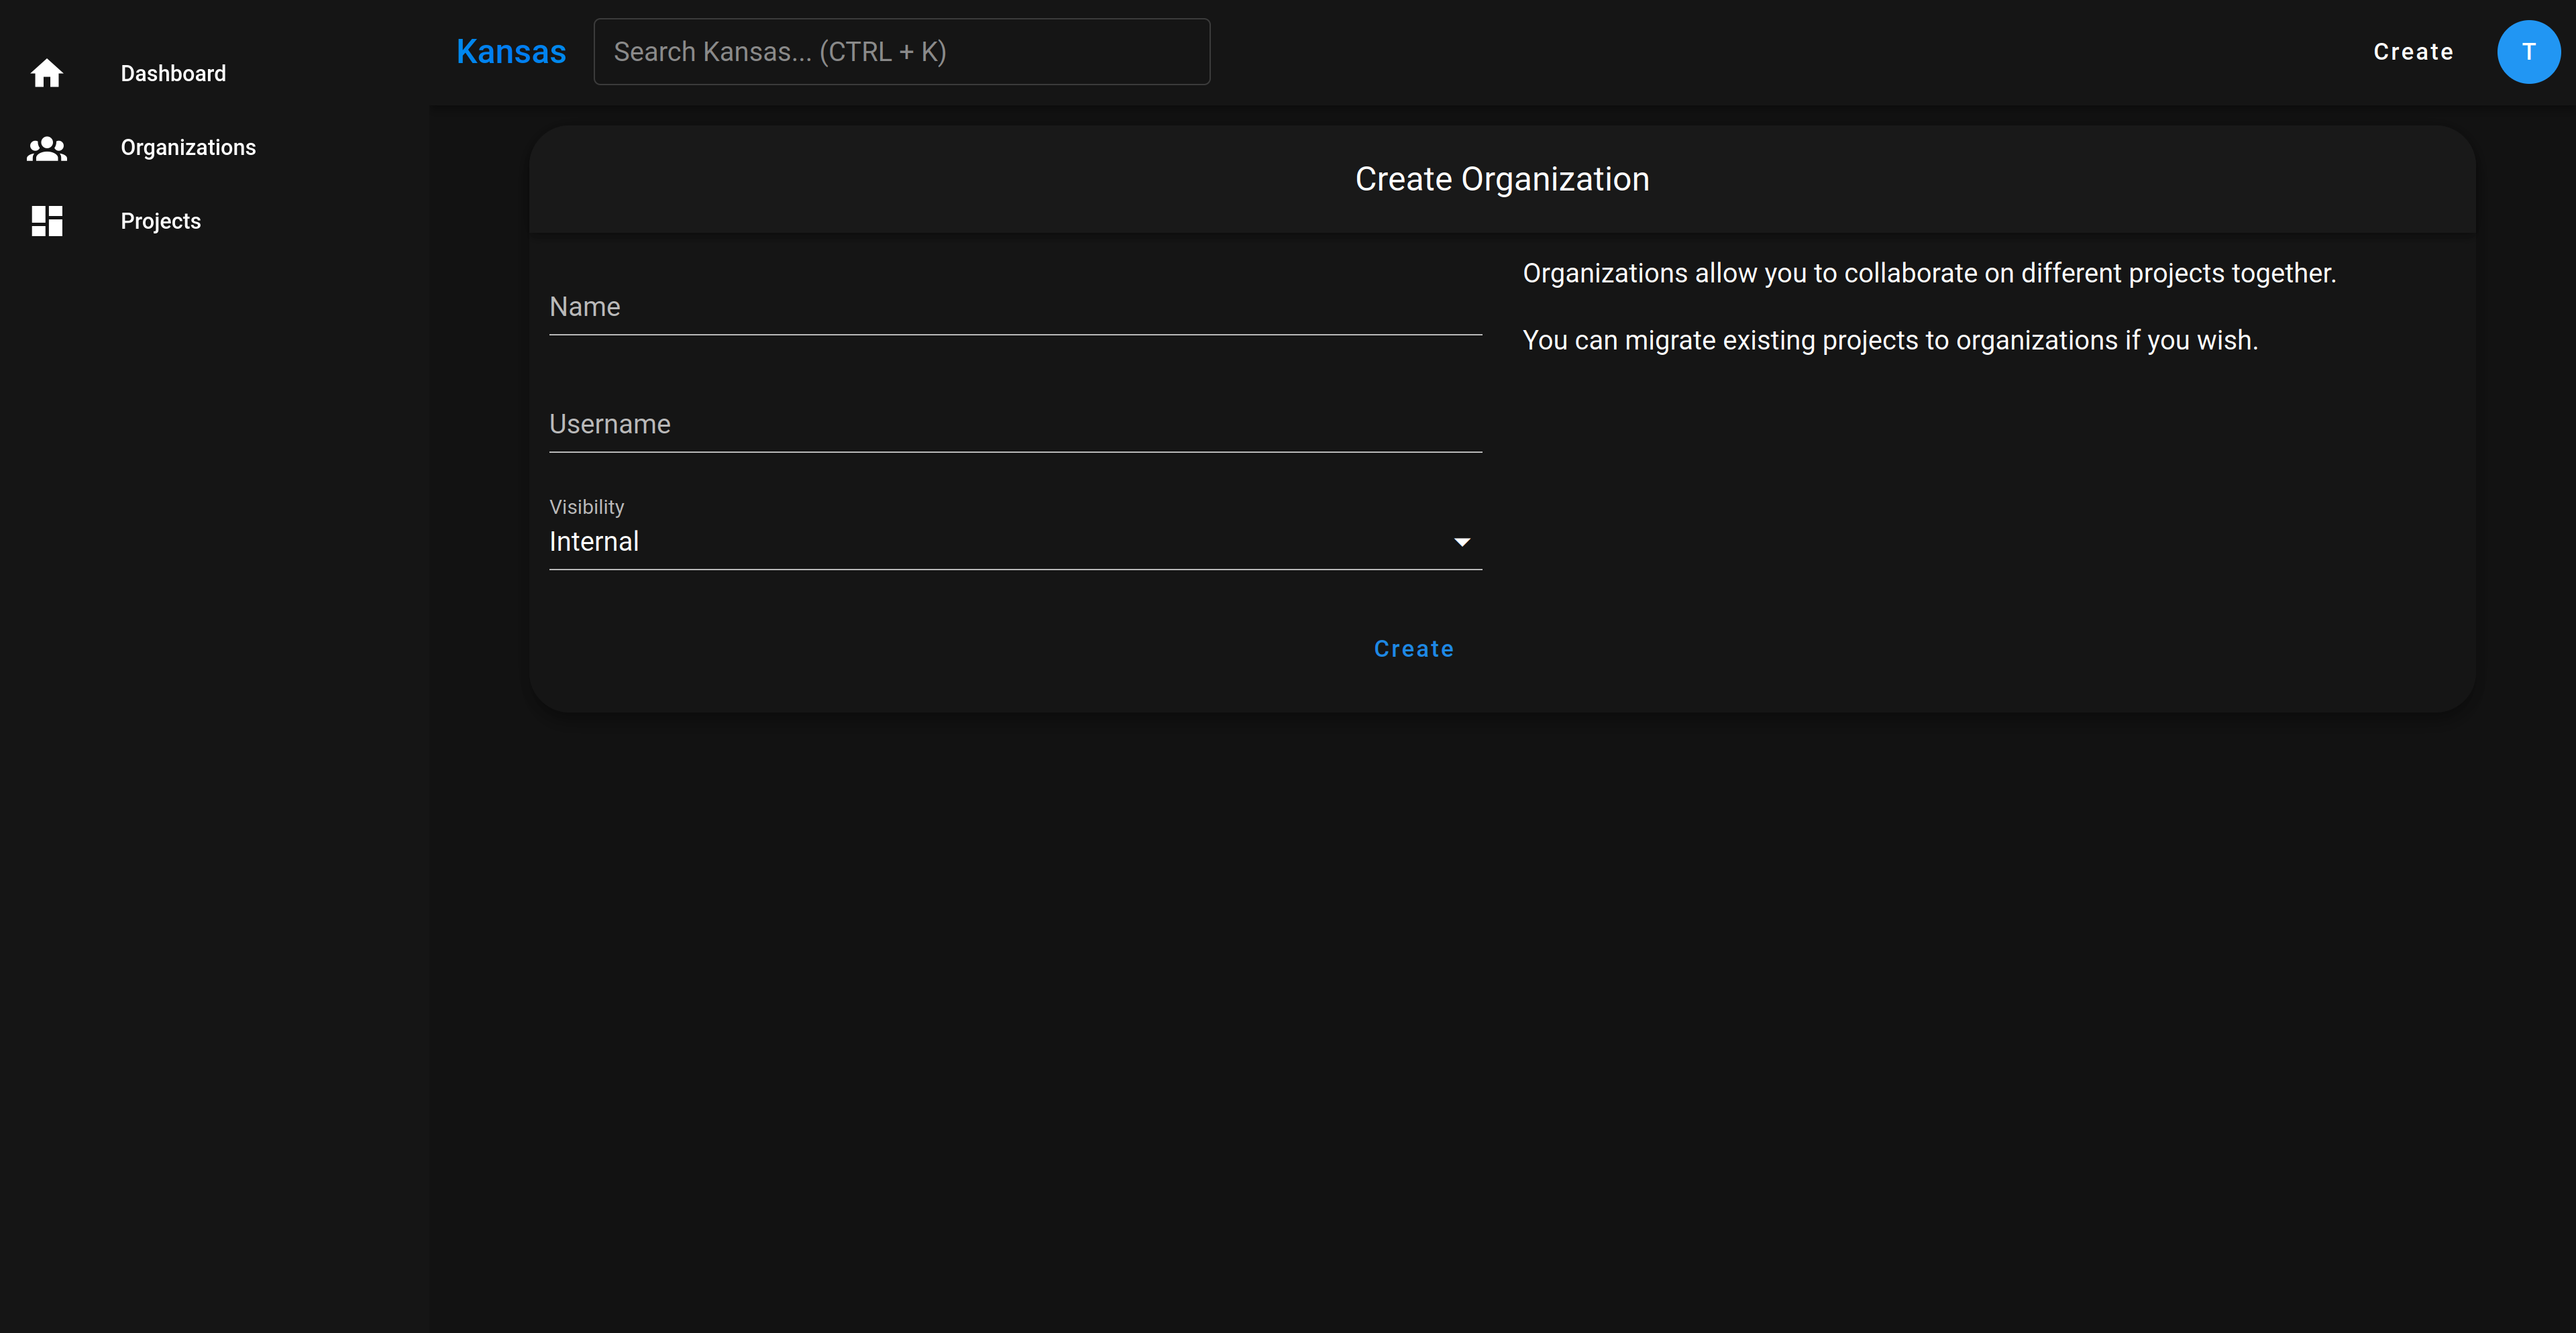 Dashboard
Organizations
Projects
Kansas
Search Kansas... (CTRL + K)
Create
T
Create Organization
Name
Username
Visibility
Internal
Create
Organizations allow you to collaborate on different projects together.
You can migrate existing projects to organizations if you wish.